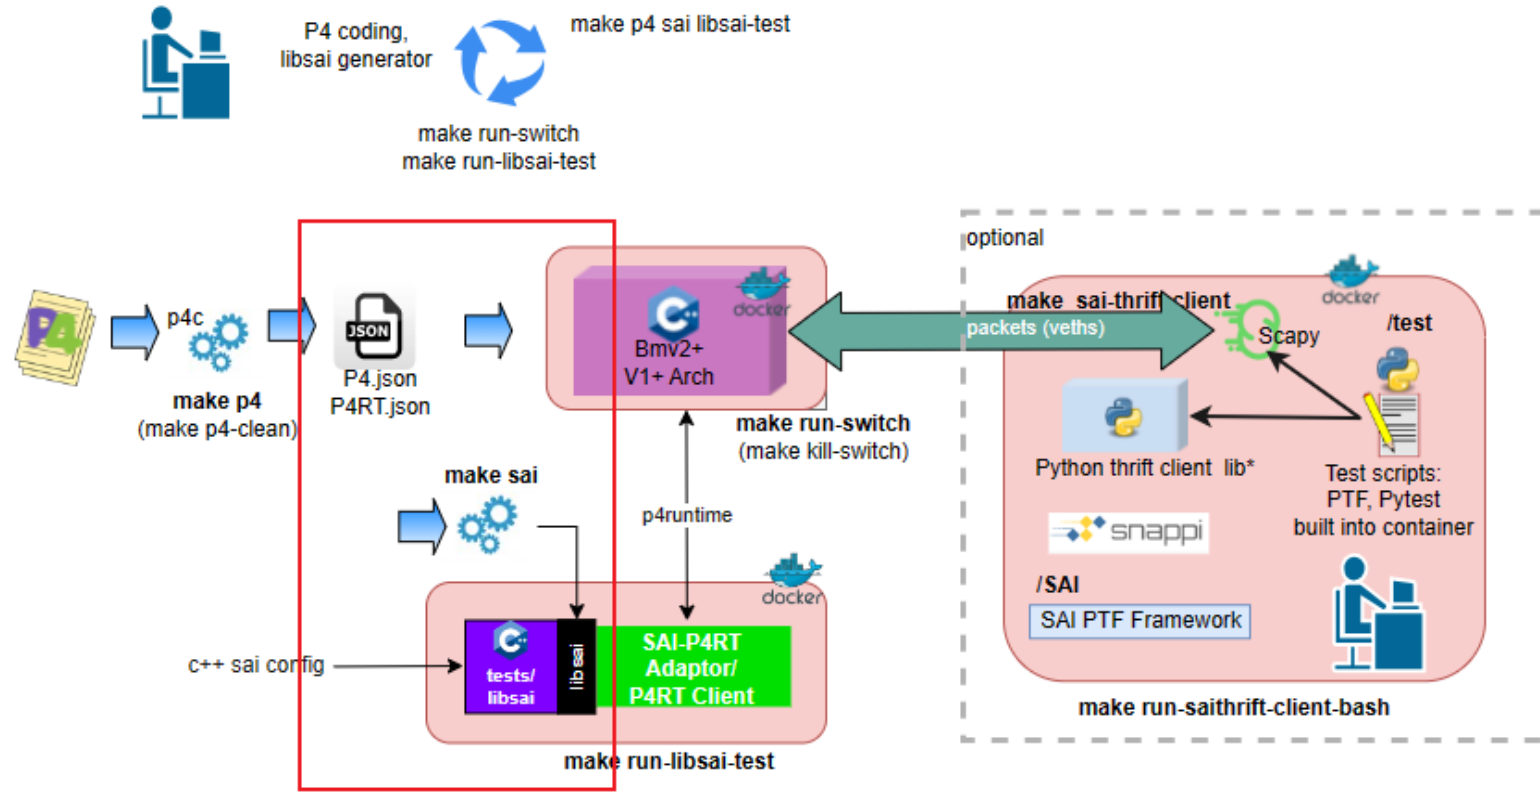 P4 coding,
libsai generator
make p4 sai libsai-test
make run-switch
make run-libsai-test
P4
p4c
make p4
(make p4-clean)
JSON
P4.json
P4RT.json
C++
docker
Bmv2+
V1+ Arch
make run-switch
(make kill-switch)
packets (veths)
optional
make sai-thrift-client
docker
Scapy
/test
Python thrift client lib*
Test scripts:
PTF, Pytest
built into container
snappi
/SAI
SAI PTF Framework
make run-saithrift-client-bash
make sai
p4runtime
docker
c++ sai config
C++
tests/
libsai
lib sai
SAI-P4RT
Adaptor/
P4RT Client
make run-libsai-test